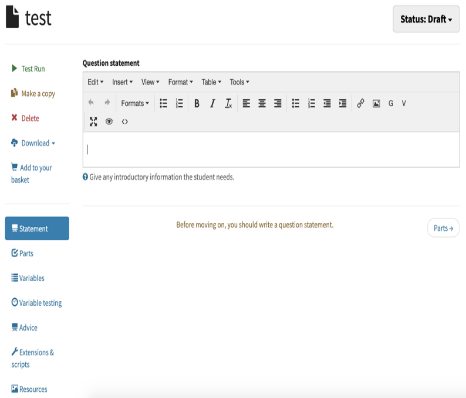 test
Status: Draft
Test Run
Make a copy
Delete
Download
Add to your
basket
Statement
Parts
Variables
Variable testing
Advice
Extensions &
scripts
Resources
Question statement
Edit Insert View Format Table Tools
Formats B I Tx G V
Give any introductory information the student needs.
Before moving on, you should write a question statement.
Parts